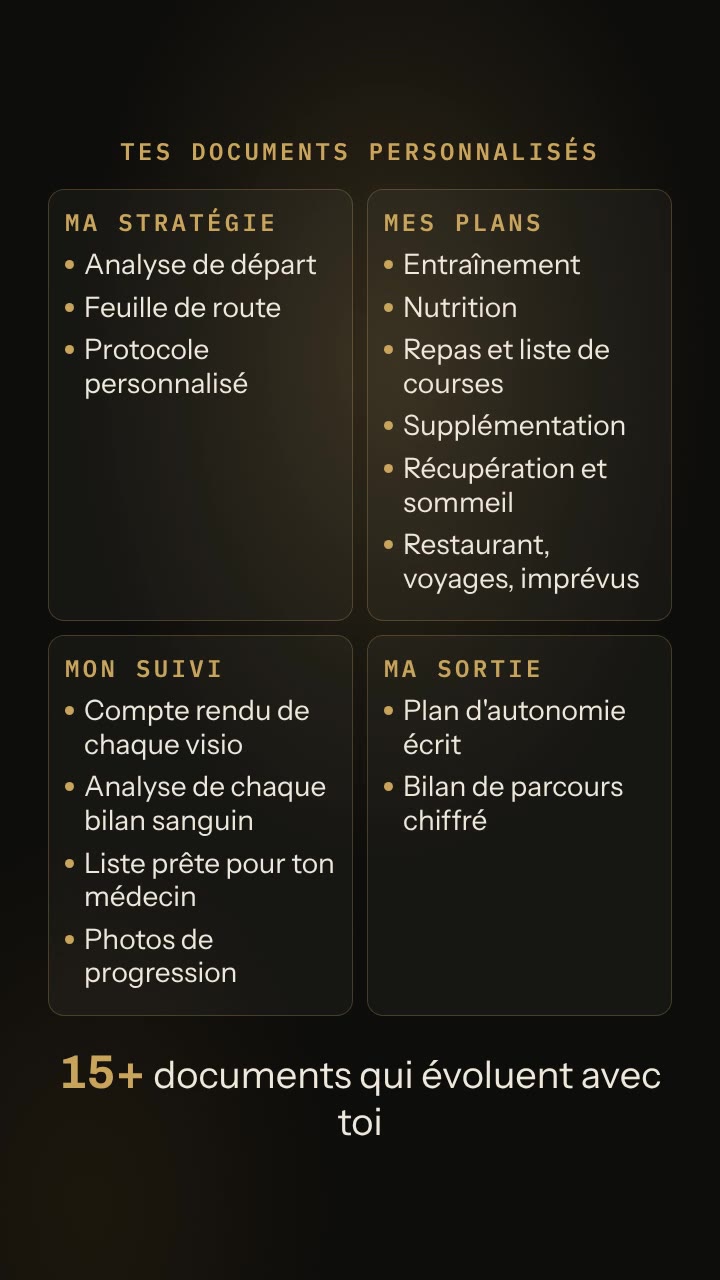 TES DOCUMENTS PERSONNALISÉS
MA STRATÉGIE
• Analyse de départ
• Feuille de route
• Protocole
personnalisé
MES PLANS
• Entraînement
• Nutrition
• Repas et liste de
courses
• Supplémentation
• Récupération et
sommeil
• Restaurant,
voyages, imprévus
MON SUIVI
• Compte rendu de
chaque visio
• Analyse de chaque
bilan sanguin
• Liste prête pour ton
médecin
• Photos de
progression
MA SORTIE
• Plan d'autonomie
écrit
• Bilan de parcours
chiffré
15+ documents qui évoluent avec
toi